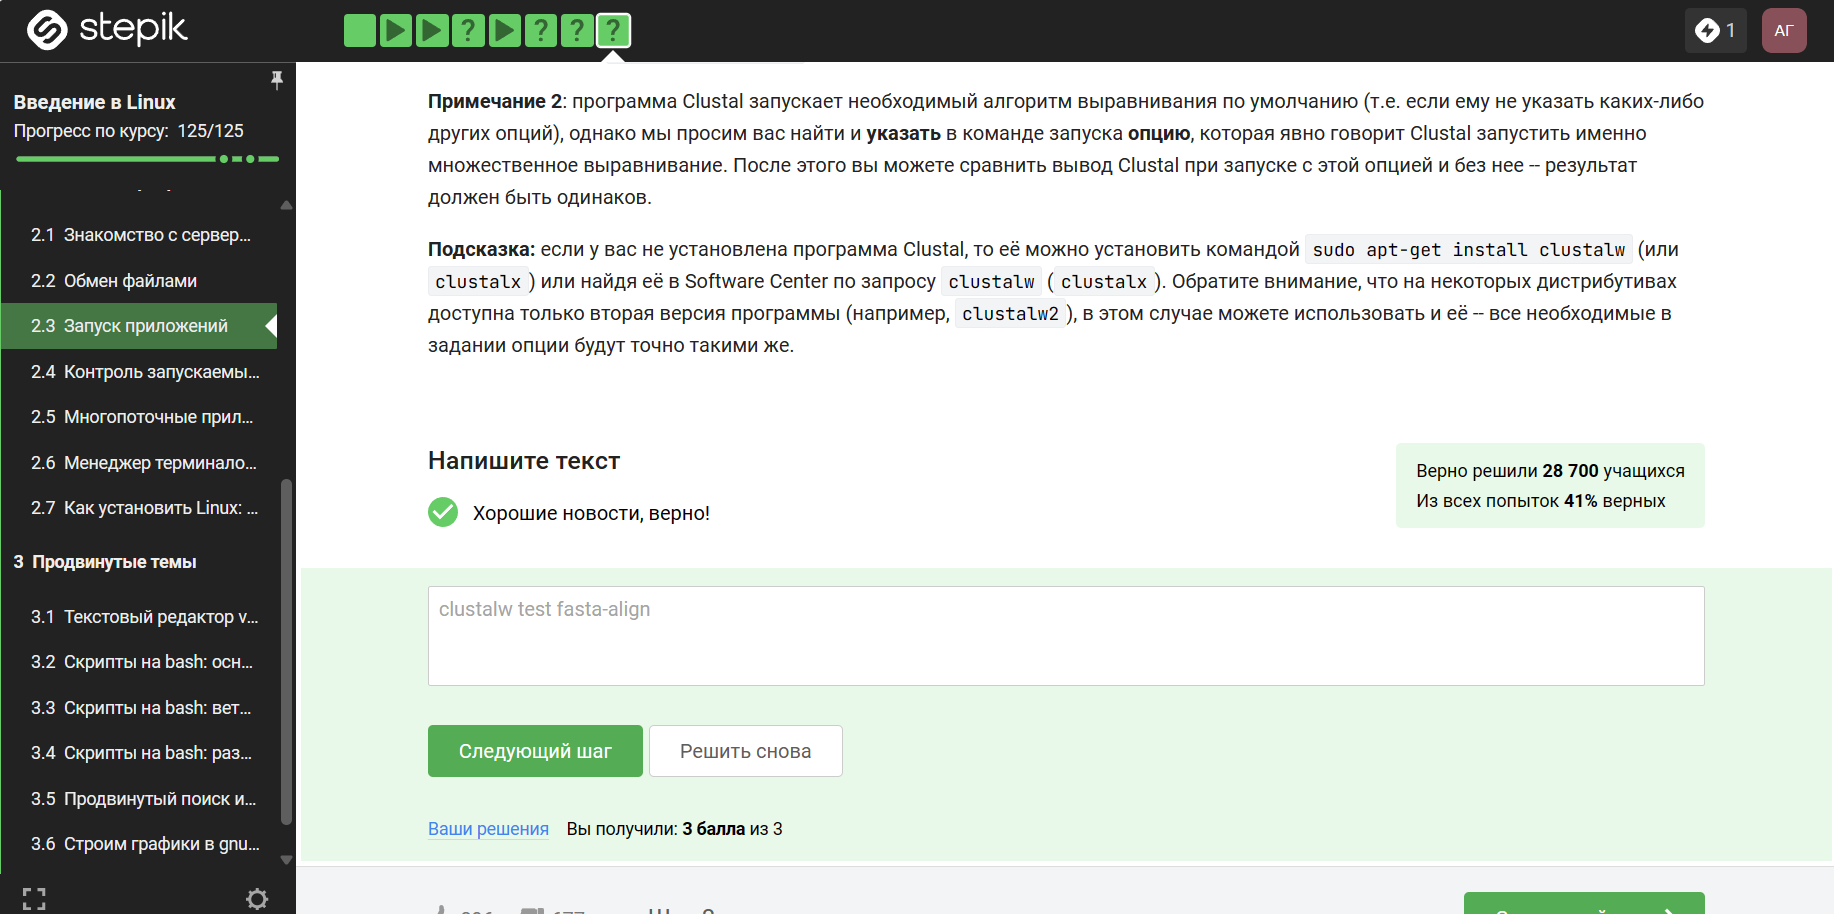 stepik
? ? ? ?
1
АГ
Введение в Linux
Прогресс по курсу: 125/125
2.1 Знакомство с сервер...
2.2 Обмен файлами
2.3 Запуск приложений
2.4 Контроль запускаемы...
2.5 Многопоточные прил...
2.6 Менеджер терминало...
2.7 Как установить Linux: ...
3 Продвинутые темы
3.1 Текстовый редактор v...
3.2 Скрипты на bash: осн...
3.3 Скрипты на bash: вет...
3.4 Скрипты на bash: раз...
3.5 Продвинутый поиск и...
3.6 Строим графики в gnu...
Примечание 2: программа Clustal запускает необходимый алгоритм выравнивания по умолчанию (т.е. если ему не указать каких-либо
других опций), однако мы просим вас найти и указать в команде запуска опцию, которая явно говорит Clustal запустить именно
множественное выравнивание. После этого вы можете сравнить вывод Clustal при запуске с этой опцией и без нее -- результат
должен быть одинаков.
Подсказка: если у вас не установлена программа Clustal, то её можно установить командой sudo apt-get install clustalw (или
clustalx) или найдя её в Software Center по запросу clustalw (clustalx). Обратите внимание, что на некоторых дистрибутивах
доступна только вторая версия программы (например, clustalw2), в этом случае можете использовать и её -- все необходимые в
задании опции будут точно такими же.
Напишите текст
Хорошие новости, верно!
Верно решили 28 700 учащихся
Из всех попыток 41% верных
clustalw test fasta-align
Следующий шаг
Решить снова
Ваши решения Вы получили: 3 балла из 3